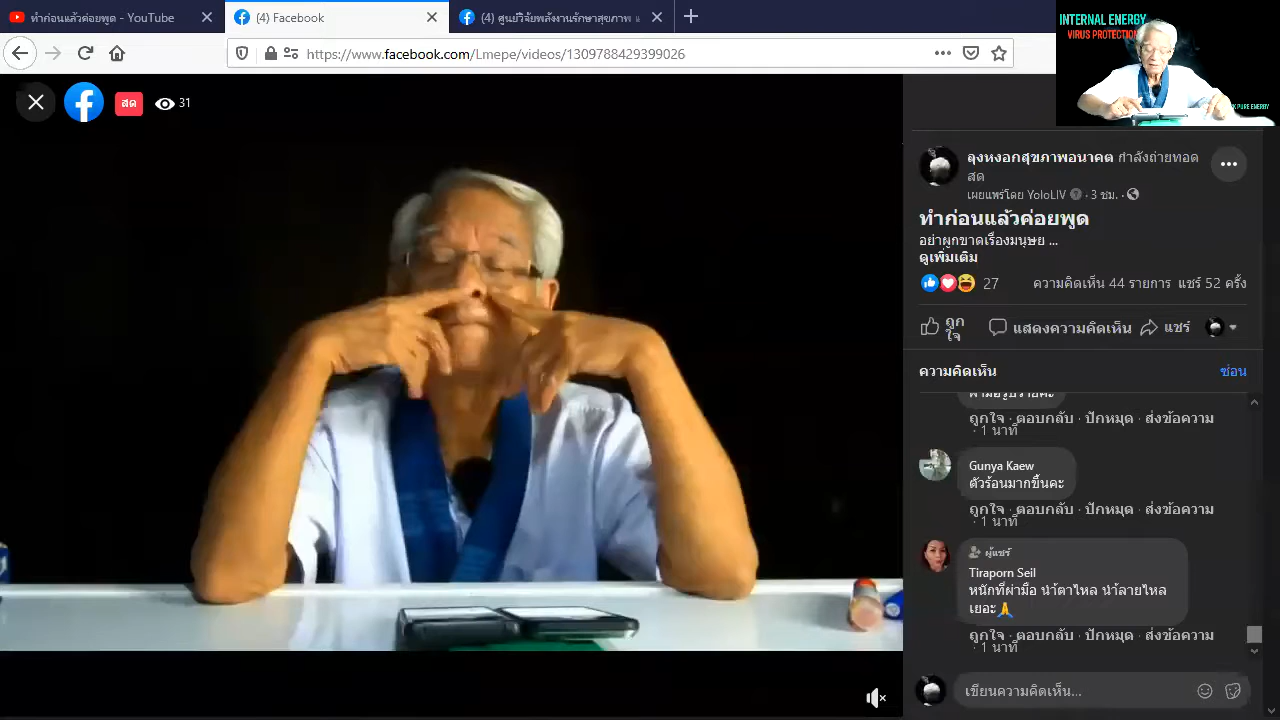 ทำก่อนแล้วค่อยพูด - YouTube
(4) Facebook
(4) ศูนย์วิจัยพลังงานรักษาสุขภาพ แ
https://www.facebook.com/Lmepe/videos/1309788429399026
INTERNAL ENERGY
VIRUS PROTECTION
PURE ENERGY
สด
31
ลุงหงอกสุขภาพอนาคต กำลังถ่ายทอด
สด
เผยแพร่โดย YoloLIV · 3 ชม. ·
ทำก่อนแล้วค่อยพูด
อย่าผูกขาดเรื่องมนุษย ...
ดูเพิ่มเติม
27
ความคิดเห็น 44 รายการ แชร์ 52 ครั้ง
ถูก
ใจ
แสดงความคิดเห็น
แชร์
ความคิดเห็น
ซ่อน
ถูกใจ · ตอบกลับ · ปักหมุด · ส่งข้อความ
· 1 นาที
Gunya Kaew
ตัวร้อนมากขึ้นคะ
ถูกใจ · ตอบกลับ · ปักหมุด · ส่งข้อความ
· 1 นาที
ผู้แชร์
Tiraporn Seil
หนักที่ผ่ามือ นำ้ตาไหล นำ้ลายไหล
เยอะ🙏
ถูกใจ · ตอบกลับ · ปักหมุด · ส่งข้อความ
· 1 นาที
เขียนความคิดเห็น...